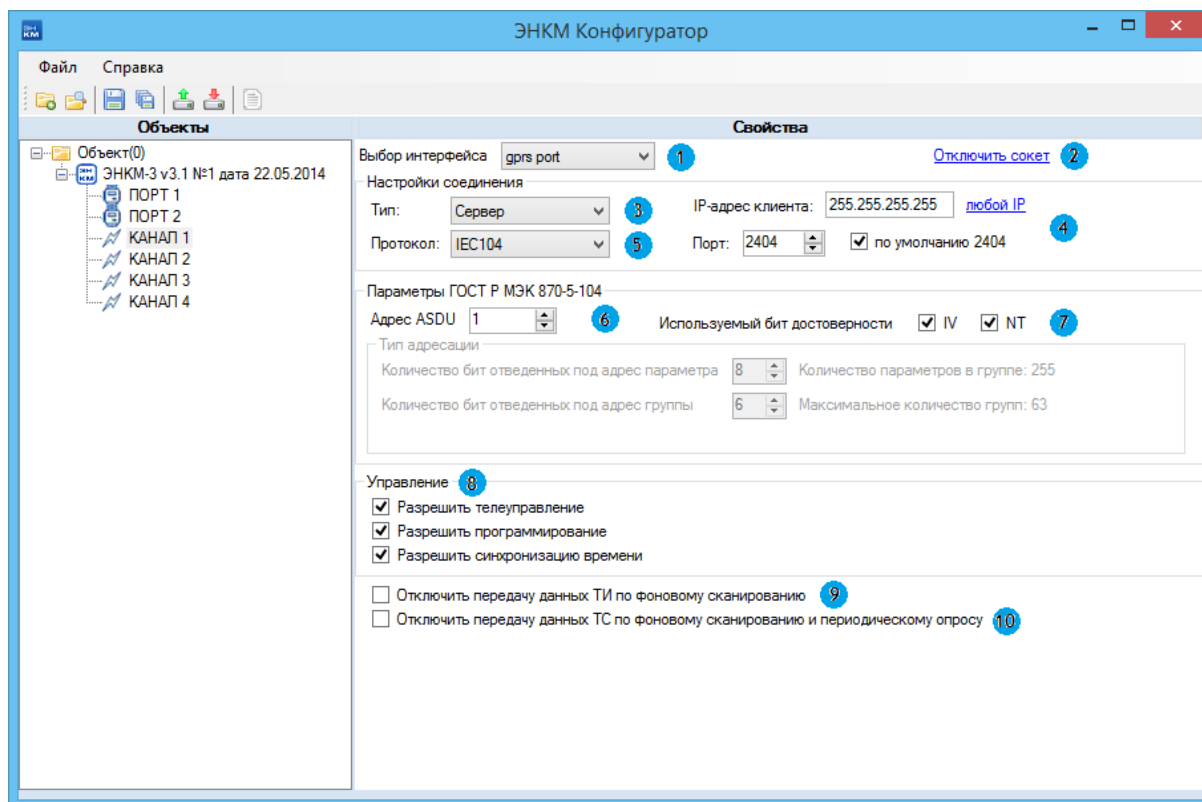 ЭН КМ
ЭНКМ Конфигуратор
Файл Справка
Объекты
Свойства
Объект(0)
ЭН КМ ЭНКМ-3 v3.1 №1 дата 22.05.2014
ПОРТ 1
ПОРТ 2
КАНАЛ 1
КАНАЛ 2
КАНАЛ 3
КАНАЛ 4
Выбор интерфейса gprs port 1 Отключить сокет 2
Настройки соединения
Тип: Сервер 3 IP-адрес клиента: 255.255.255.255 любой IP
4
Протокол: IEC104 5 Порт: 2404 по умолчанию 2404
Параметры ГОСТ Р МЭК 870-5-104
Адрес ASDU 1 6 Используемый бит достоверности IV NT 7
Тип адресации
Количество бит отведенных под адрес параметра 8 Количество параметров в группе: 255
Количество бит отведенных под адрес группы 6 Максимальное количество групп: 63
Управление 8
Разрешить телеуправление
Разрешить программирование
Разрешить синхронизацию времени
Отключить передачу данных ТИ по фоновому сканированию 9
Отключить передачу данных ТС по фоновому сканированию и периодическому опросу 10